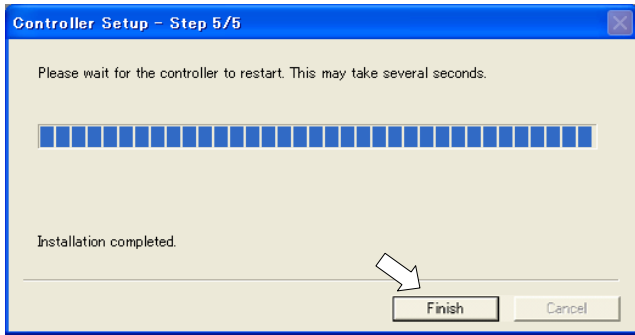 Controller Setup - Step 5/5
Please wait for the controller to restart. This may take several seconds.
Installation completed.
Finish
Cancel